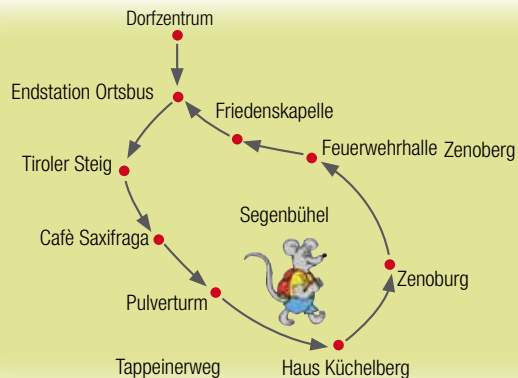 Dorfzentrum
Endstation Ortsbus
Friedenskapelle
Feuerwehrhalle Zenoberg
Tiroler Steig
Segenbühel
Cafè Saxifraga
Zenoburg
Pulverturm
Tappeinerweg
Haus Küchelberg